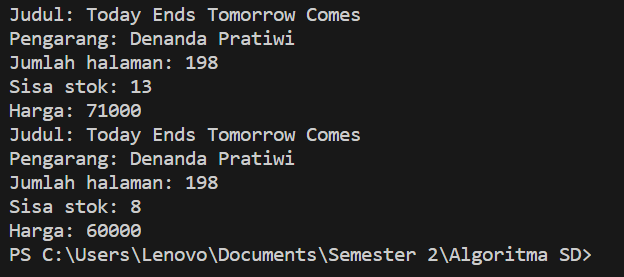 Judul: Today Ends Tomorrow Comes
Pengarang: Denanda Pratiwi
Jumlah halaman: 198
Sisa stok: 13
Harga: 71000
Judul: Today Ends Tomorrow Comes
Pengarang: Denanda Pratiwi
Jumlah halaman: 198
Sisa stok: 8
Harga: 60000
PS C:\Users\Lenovo\Documents\Semester 2\Algoritma SD>